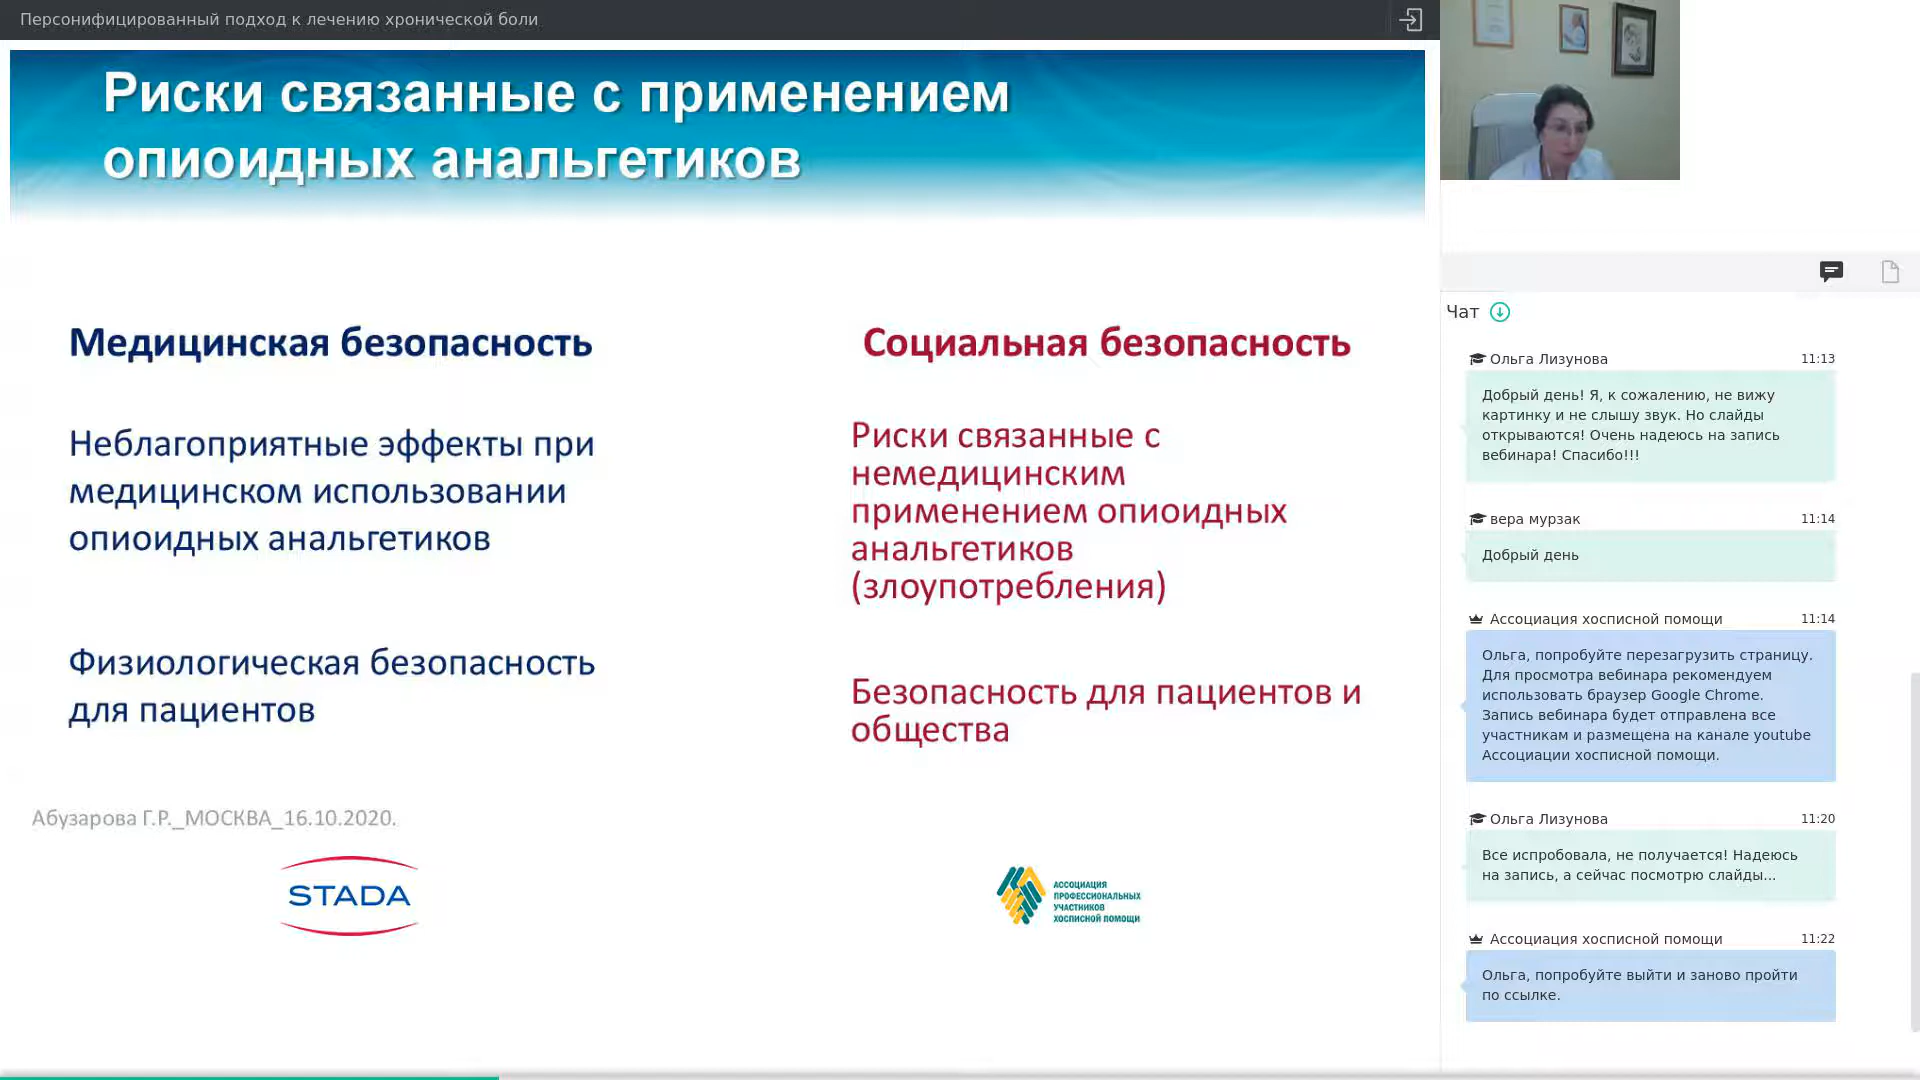 Персонифицированный подход к лечению хронической боли
Риски связанные с применением
опиоидных анальгетиков
Медицинская безопасность
Неблагоприятные эффекты при
медицинском использовании
опиоидных анальгетиков
Физиологическая безопасность
для пациентов
Социальная безопасность
Риски связанные с
немедицинским
применением опиоидных
анальгетиков
(злоупотребления)
Безопасность для пациентов и
общества
Абузарова Г.Р._МОСКВА_16.10.2020.
STADA
АССОЦИАЦИЯ
ПРОФЕССИОНАЛЬНЫХ
УЧАСТНИКОВ
ХОСПИСНОЙ ПОМОЩИ
Чат
Ольга Лизунова 11:13
Добрый день! Я, к сожалению, не вижу
картинку и не слышу звук. Но слайды
открываются! Очень надеюсь на запись
вебинара! Спасибо!!!
вера мурзак 11:14
Добрый день
Ассоциация хосписной помощи 11:14
Ольга, попробуйте перезагрузить страницу.
Для просмотра вебинара рекомендуем
использовать браузер Google Chrome.
Запись вебинара будет отправлена все
участникам и размещена на канале youtube
Ассоциации хосписной помощи.
Ольга Лизунова 11:20
Все испробовала, не получается! Надеюсь
на запись, а сейчас посмотрю слайды...
Ассоциация хосписной помощи 11:22
Ольга, попробуйте выйти и заново пройти
по ссылке.